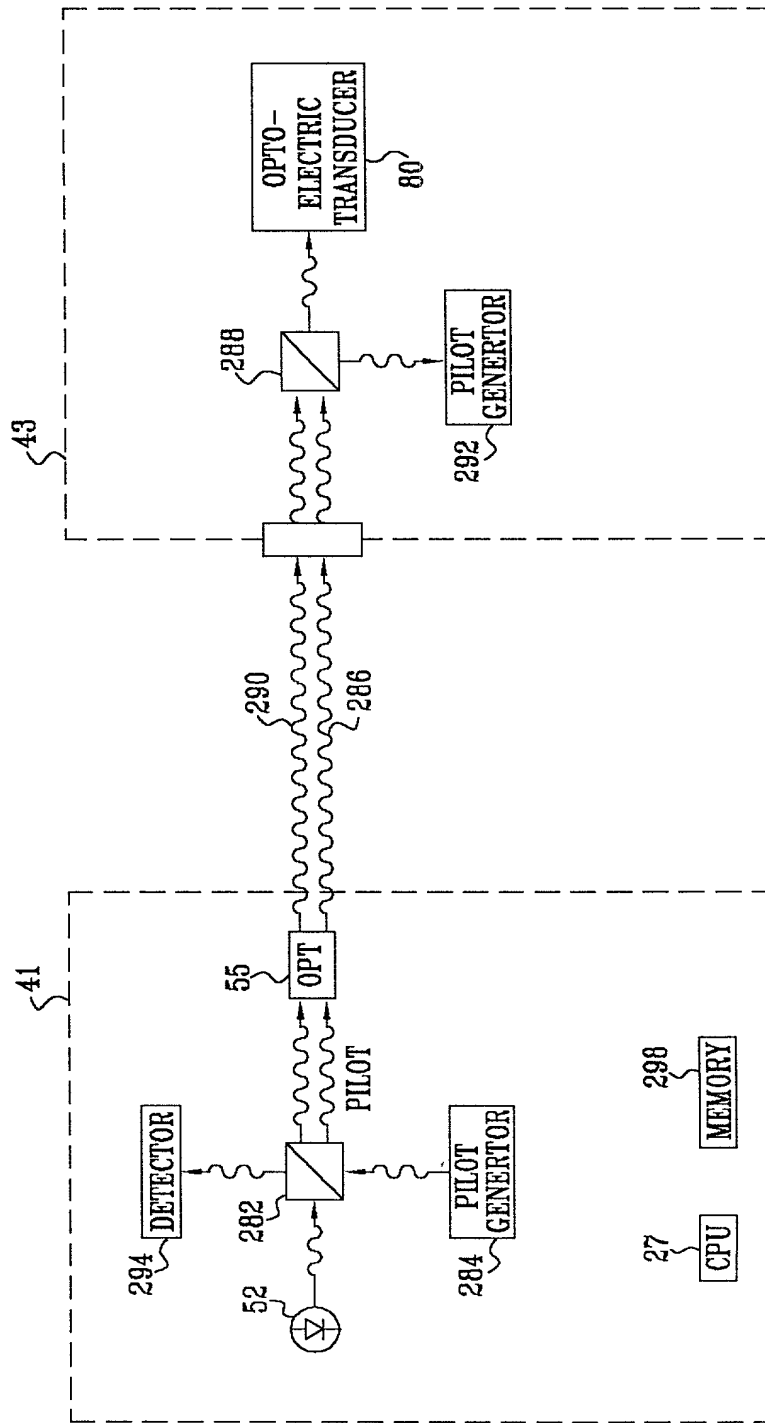 41
43
294
DETECTOR
52
282
55
OPT
PILOT
290
286
288
OPTO-
ELECTRIC
TRANSDUCER
80
284
PILOT
GENERTOR
292
PILOT
GENERTOR
27
CPU
298
MEMORY